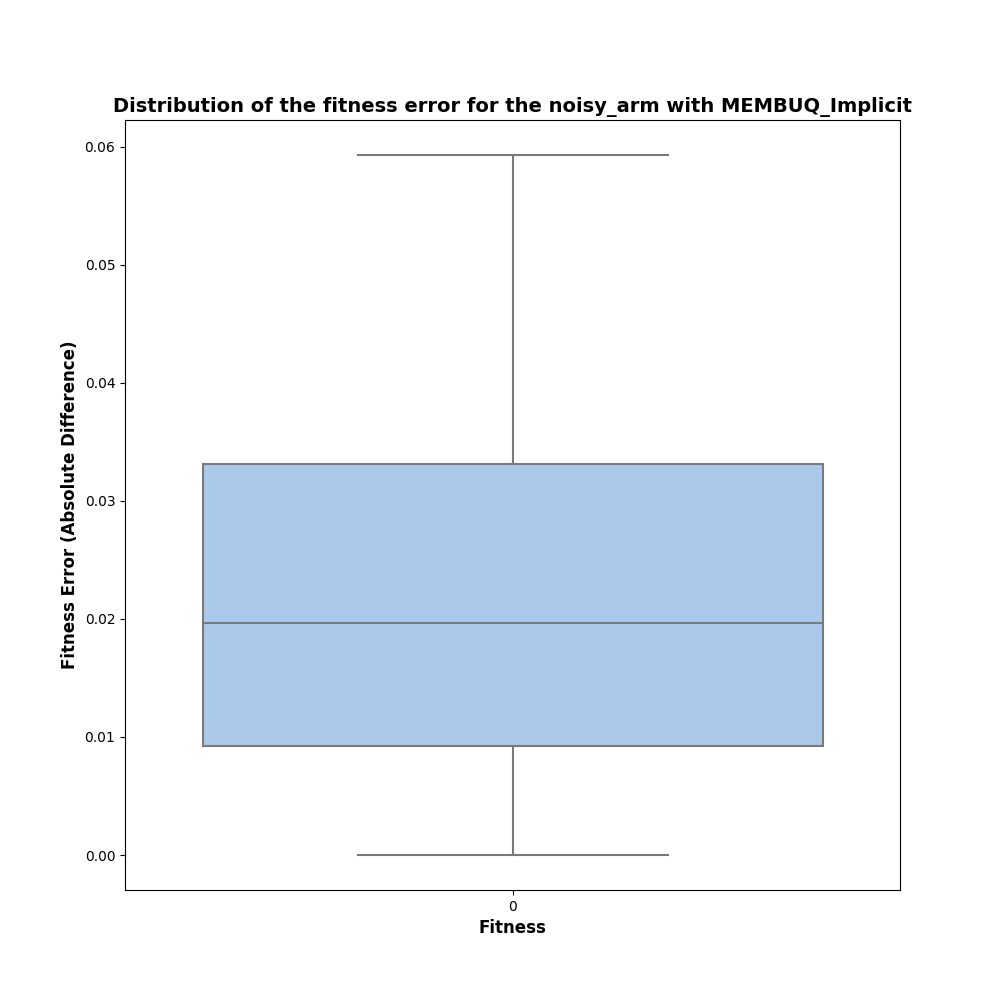 Distribution of the fitness error for the noisy_arm with MEMBUQ_Implicit
0.06
0.05
0.04
0.03
0.02
0.01
0.00
Fitness Error (Absolute Difference)
0
Fitness